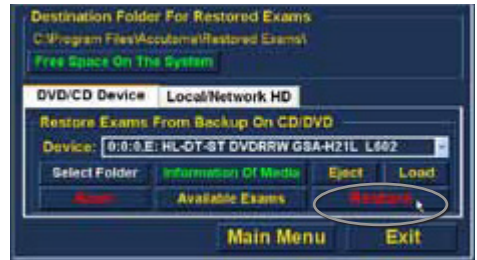 Destination Folder For Restored Exams
C:\Program Files\Accutome\Restored Exams\
Free Space On The System
DVD/CD Device Local/Network HD
Restore Exams From Backup On CD/DVD
Device: 0:0:0.E: HL-DT-ST DVDRRW GSA-H21L L602
Select Folder Information Of Media Eject Load
Reset Available Exams Restore
Main Menu Exit